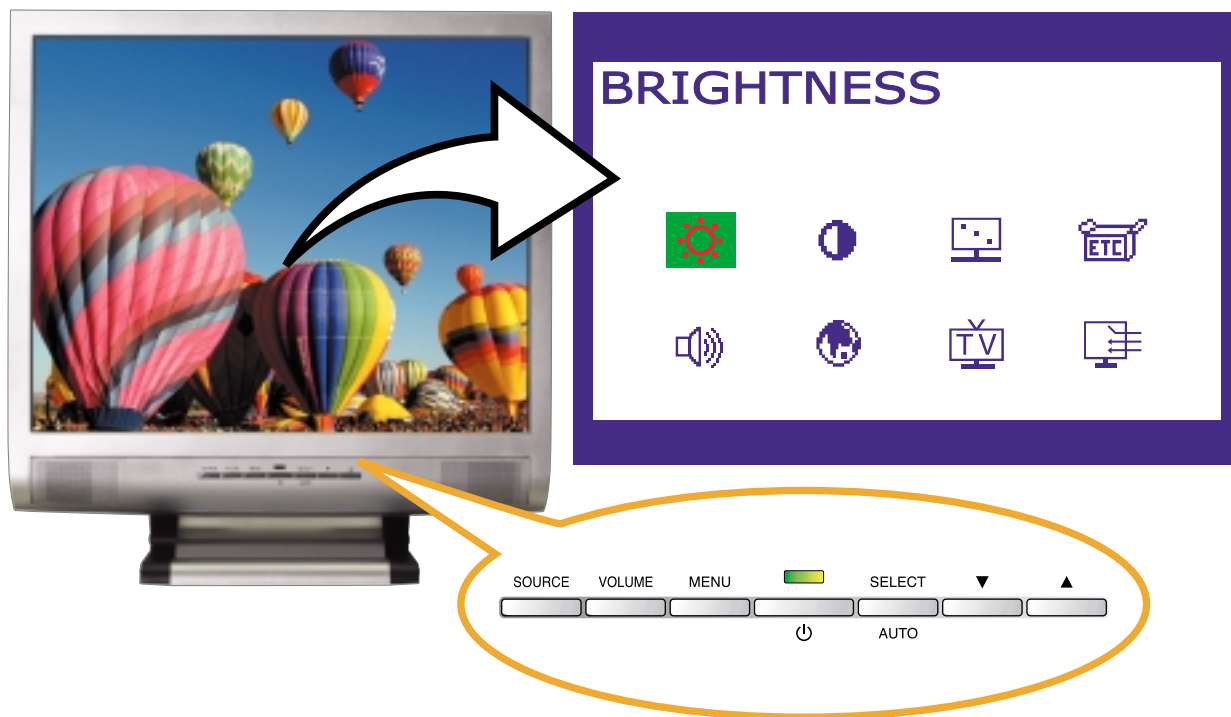 BRIGHTNESS
ETC
TV
SOURCE VOLUME MENU SELECT ▼ ▲
AUTO